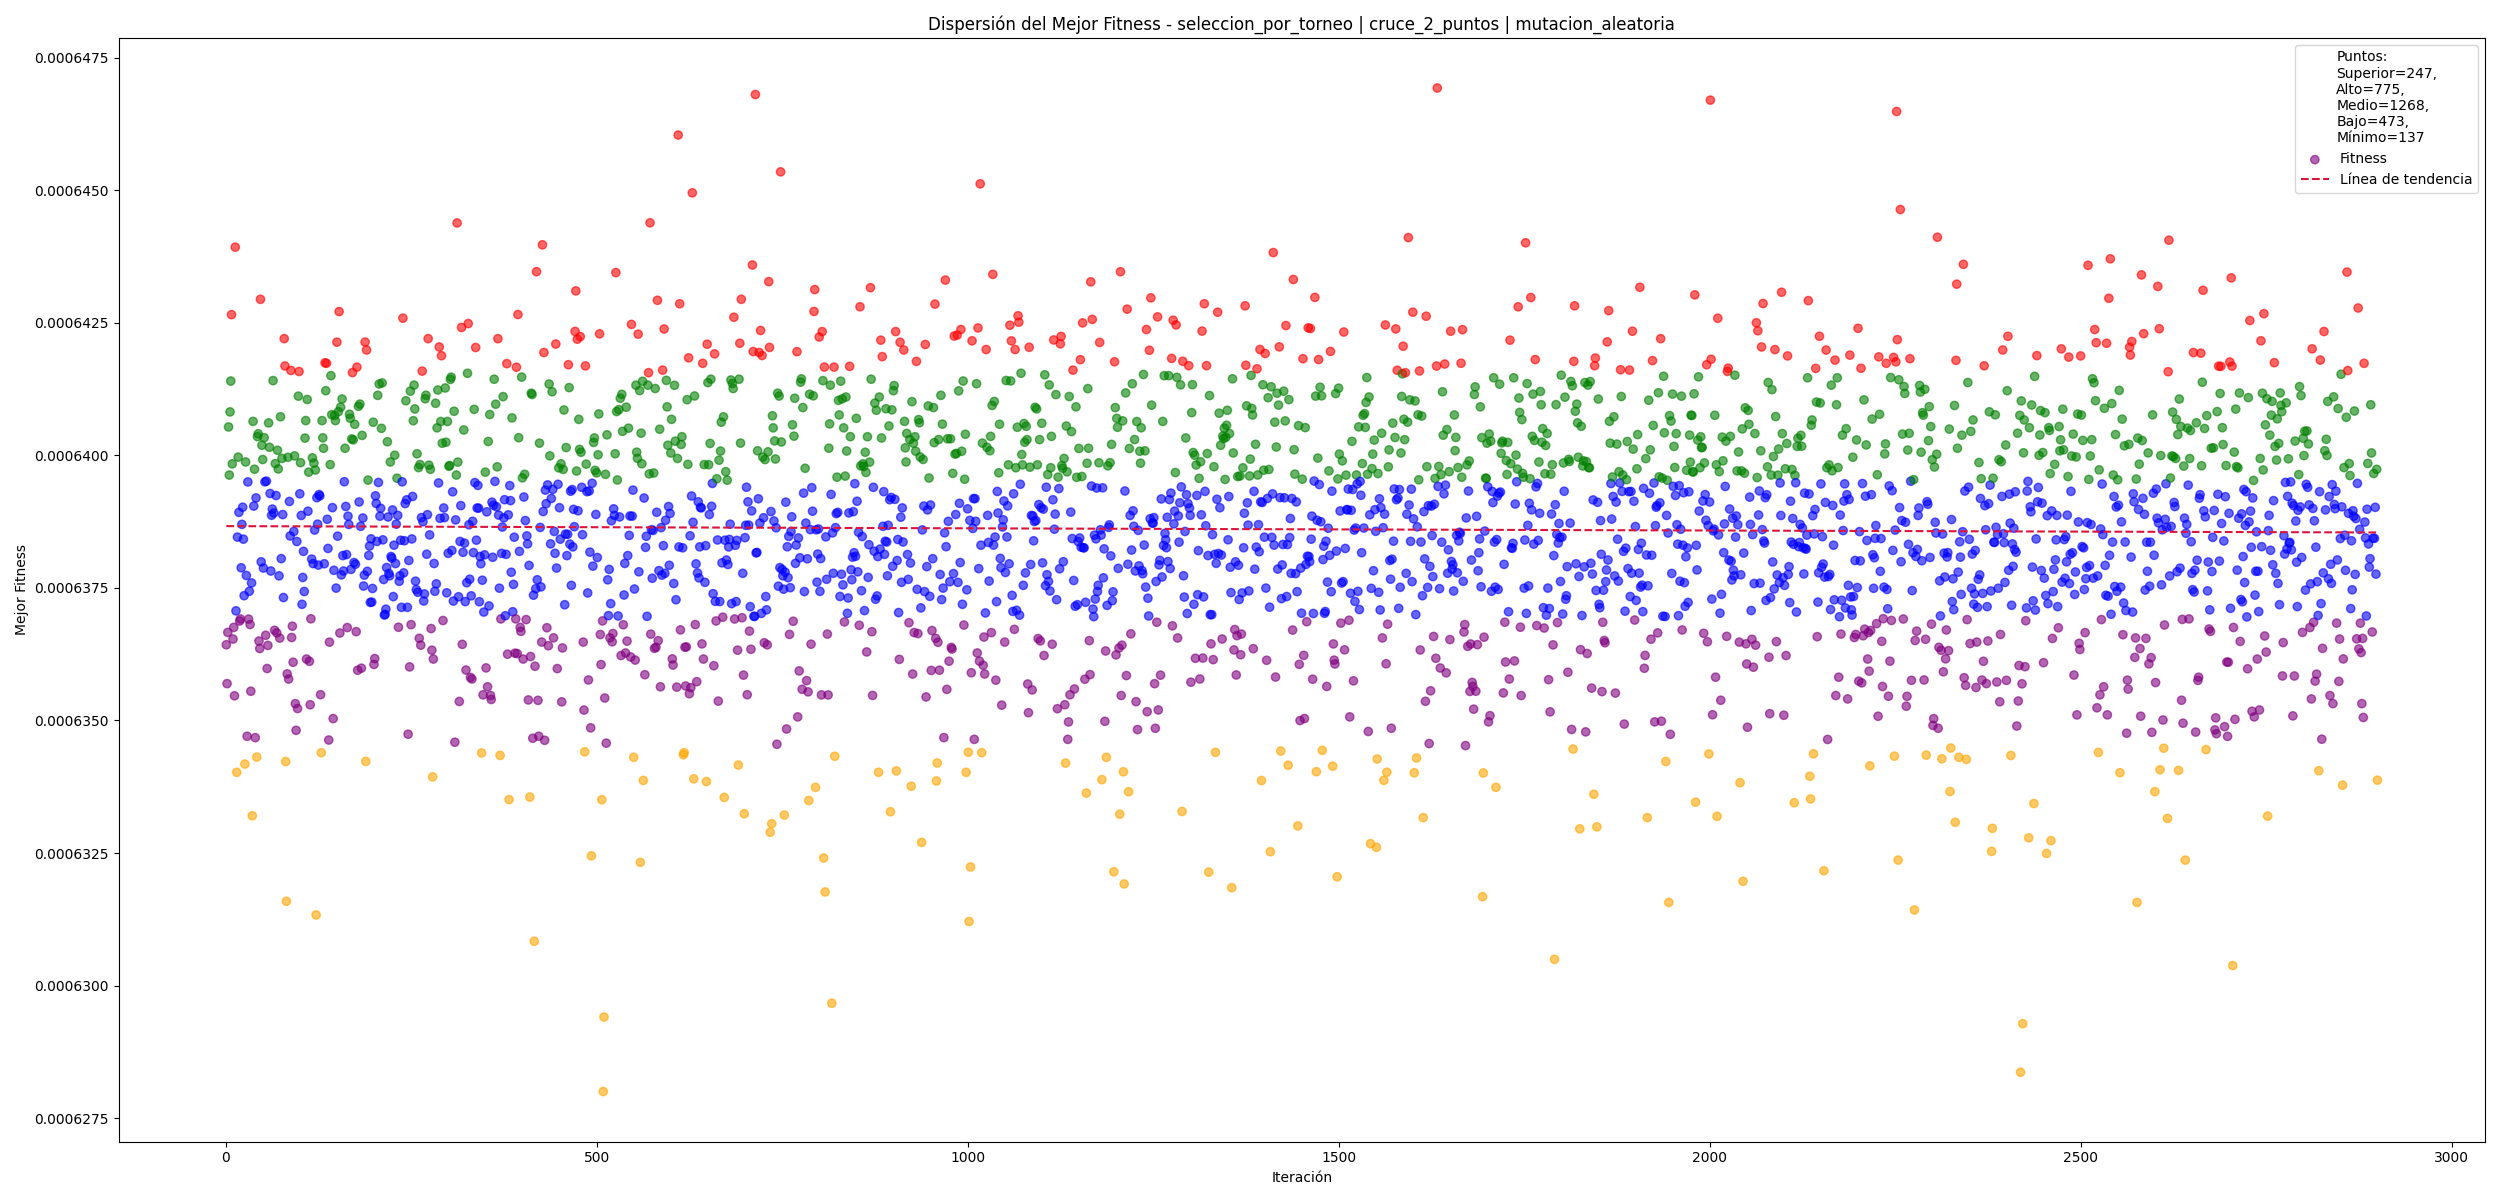 Dispersión del Mejor Fitness - seleccion_por_torneo | cruce_2_puntos | mutacion_aleatoria
Mejor Fitness
0.0006475
0.0006450
0.0006425
0.0006400
0.0006375
0.0006350
0.0006325
0.0006300
0.0006275
Puntos:
Superior=247,
Alto=775,
Medio=1268,
Bajo=473,
Mínimo=137
Fitness
Línea de tendencia
0
500
1000
1500
2000
2500
3000
Iteración